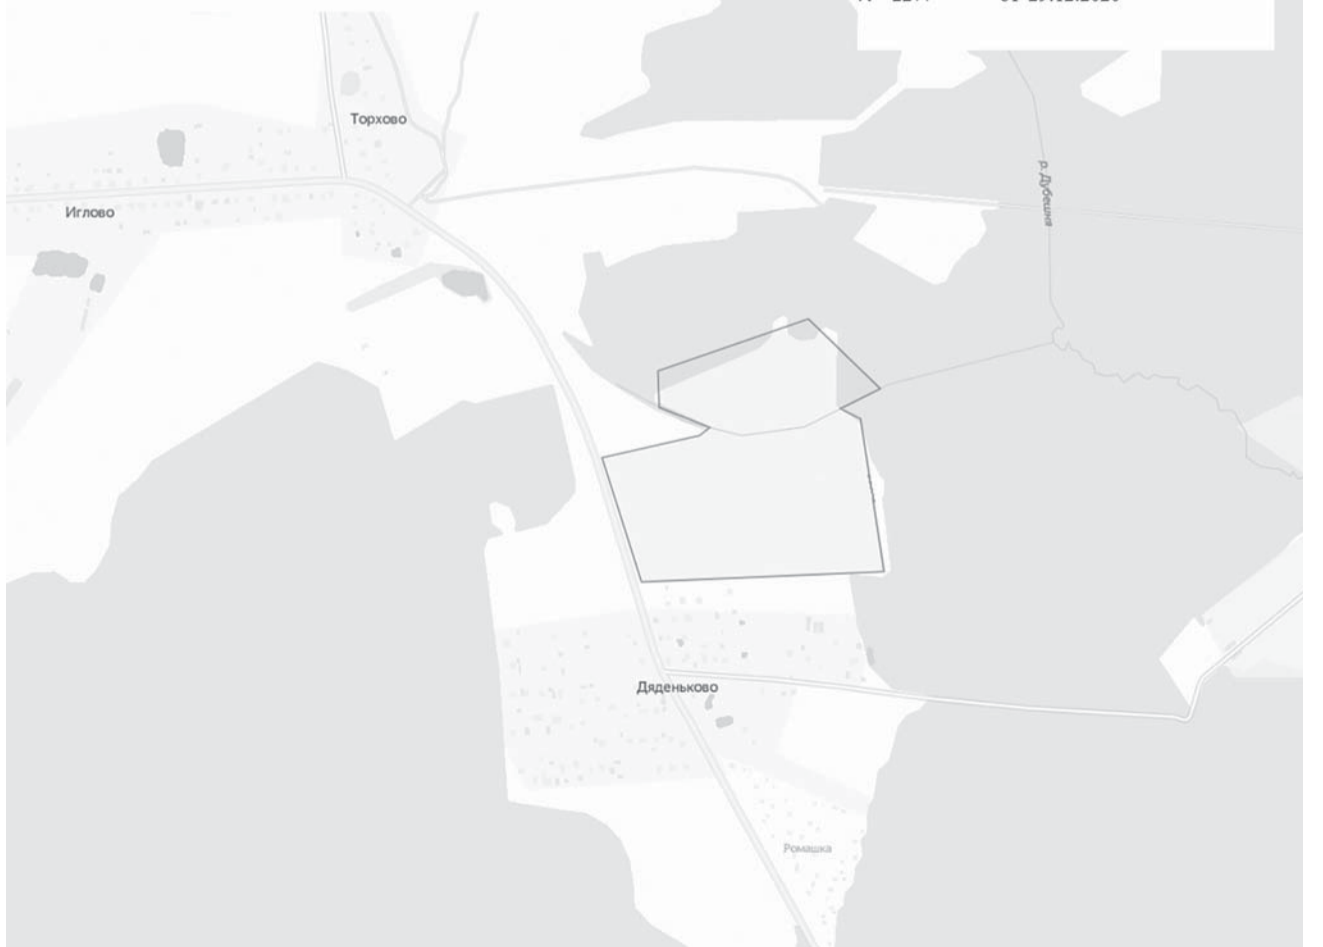 Торхово
р. Дубешня
Иглово
Дяденьково
Ромашка